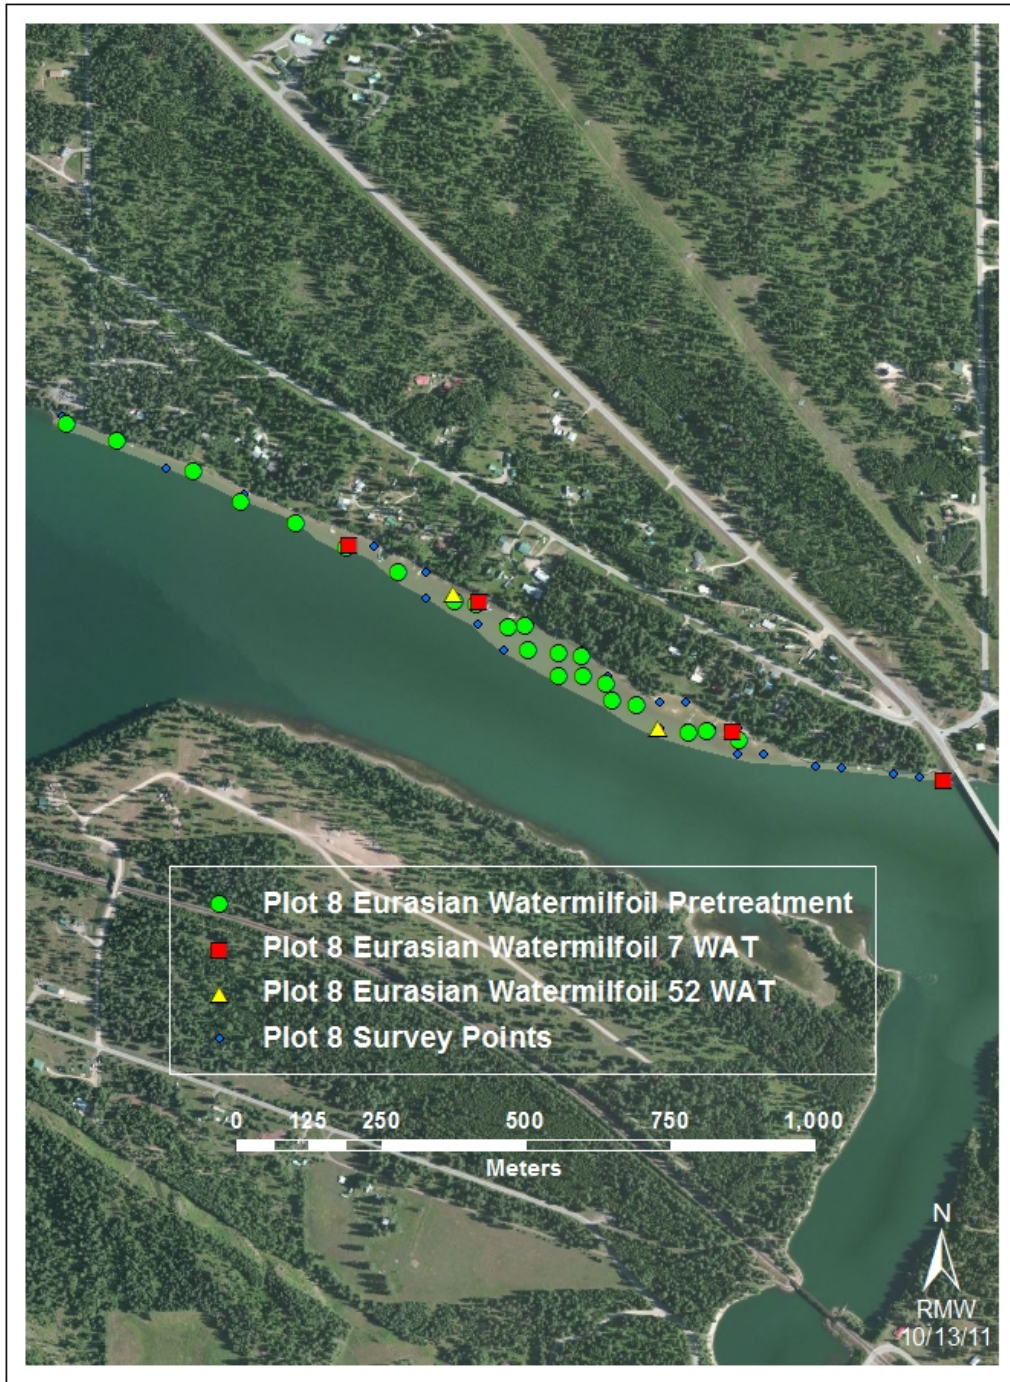 Plot 8 Eurasian Watermilfoil Pretreatment
Plot 8 Eurasian Watermilfoil 7 WAT
Plot 8 Eurasian Watermilfoil 52 WAT
Plot 8 Survey Points
0 125 250 500 750 1,000
Meters
N
RMW
10/13/11